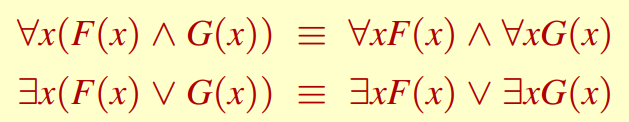 ∀x(F(x) ∧ G(x)) ≡ ∀xF(x) ∧ ∀xG(x)
∃x(F(x) ∨ G(x)) ≡ ∃xF(x) ∨ ∃xG(x)